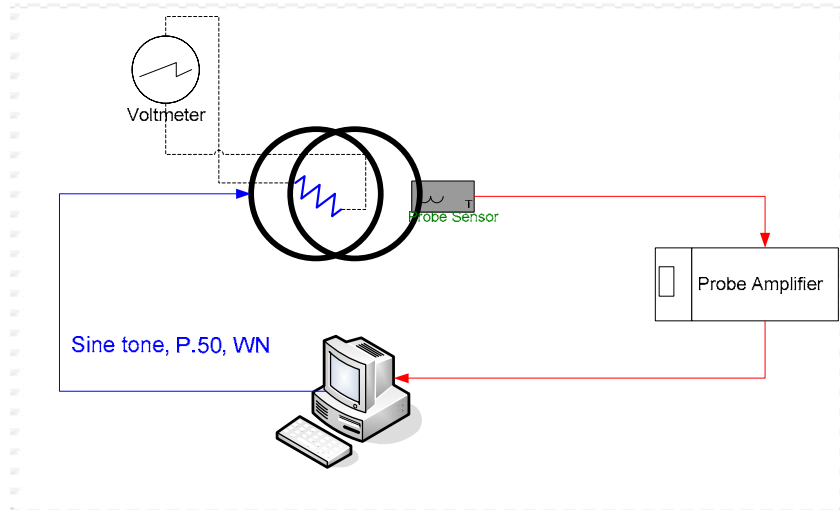 Voltmeter
T
Probe Sensor
Probe Amplifier
Sine tone, P.50, WN